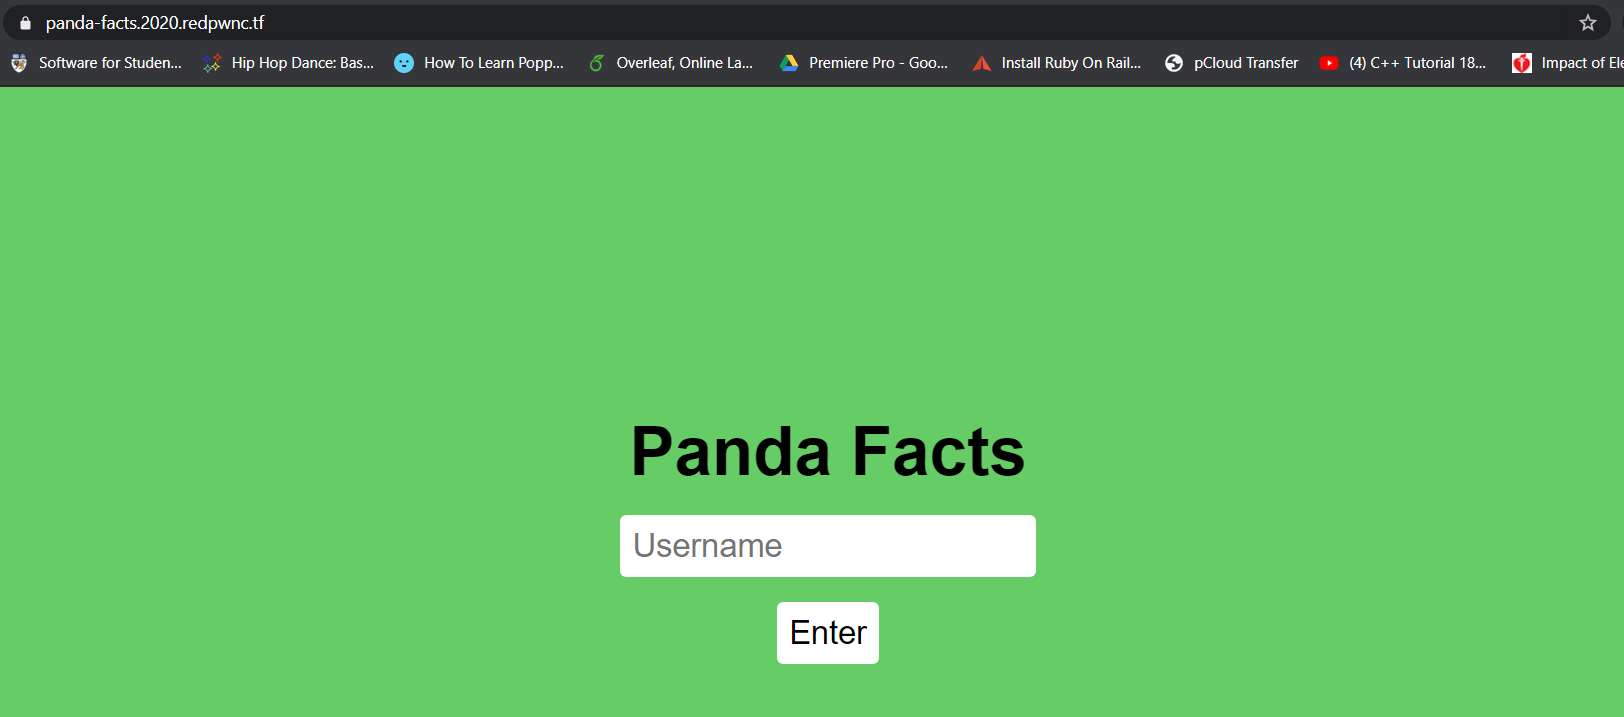 panda-facts.2020.redpwnc.tf
Software for Studen... Hip Hop Dance: Bas... How To Learn Popp... Overleaf, Online La... Premiere Pro - Goo... Install Ruby On Rail... pCloud Transfer (4) C++ Tutorial 18... Impact of Ele
Panda Facts
Username
Enter